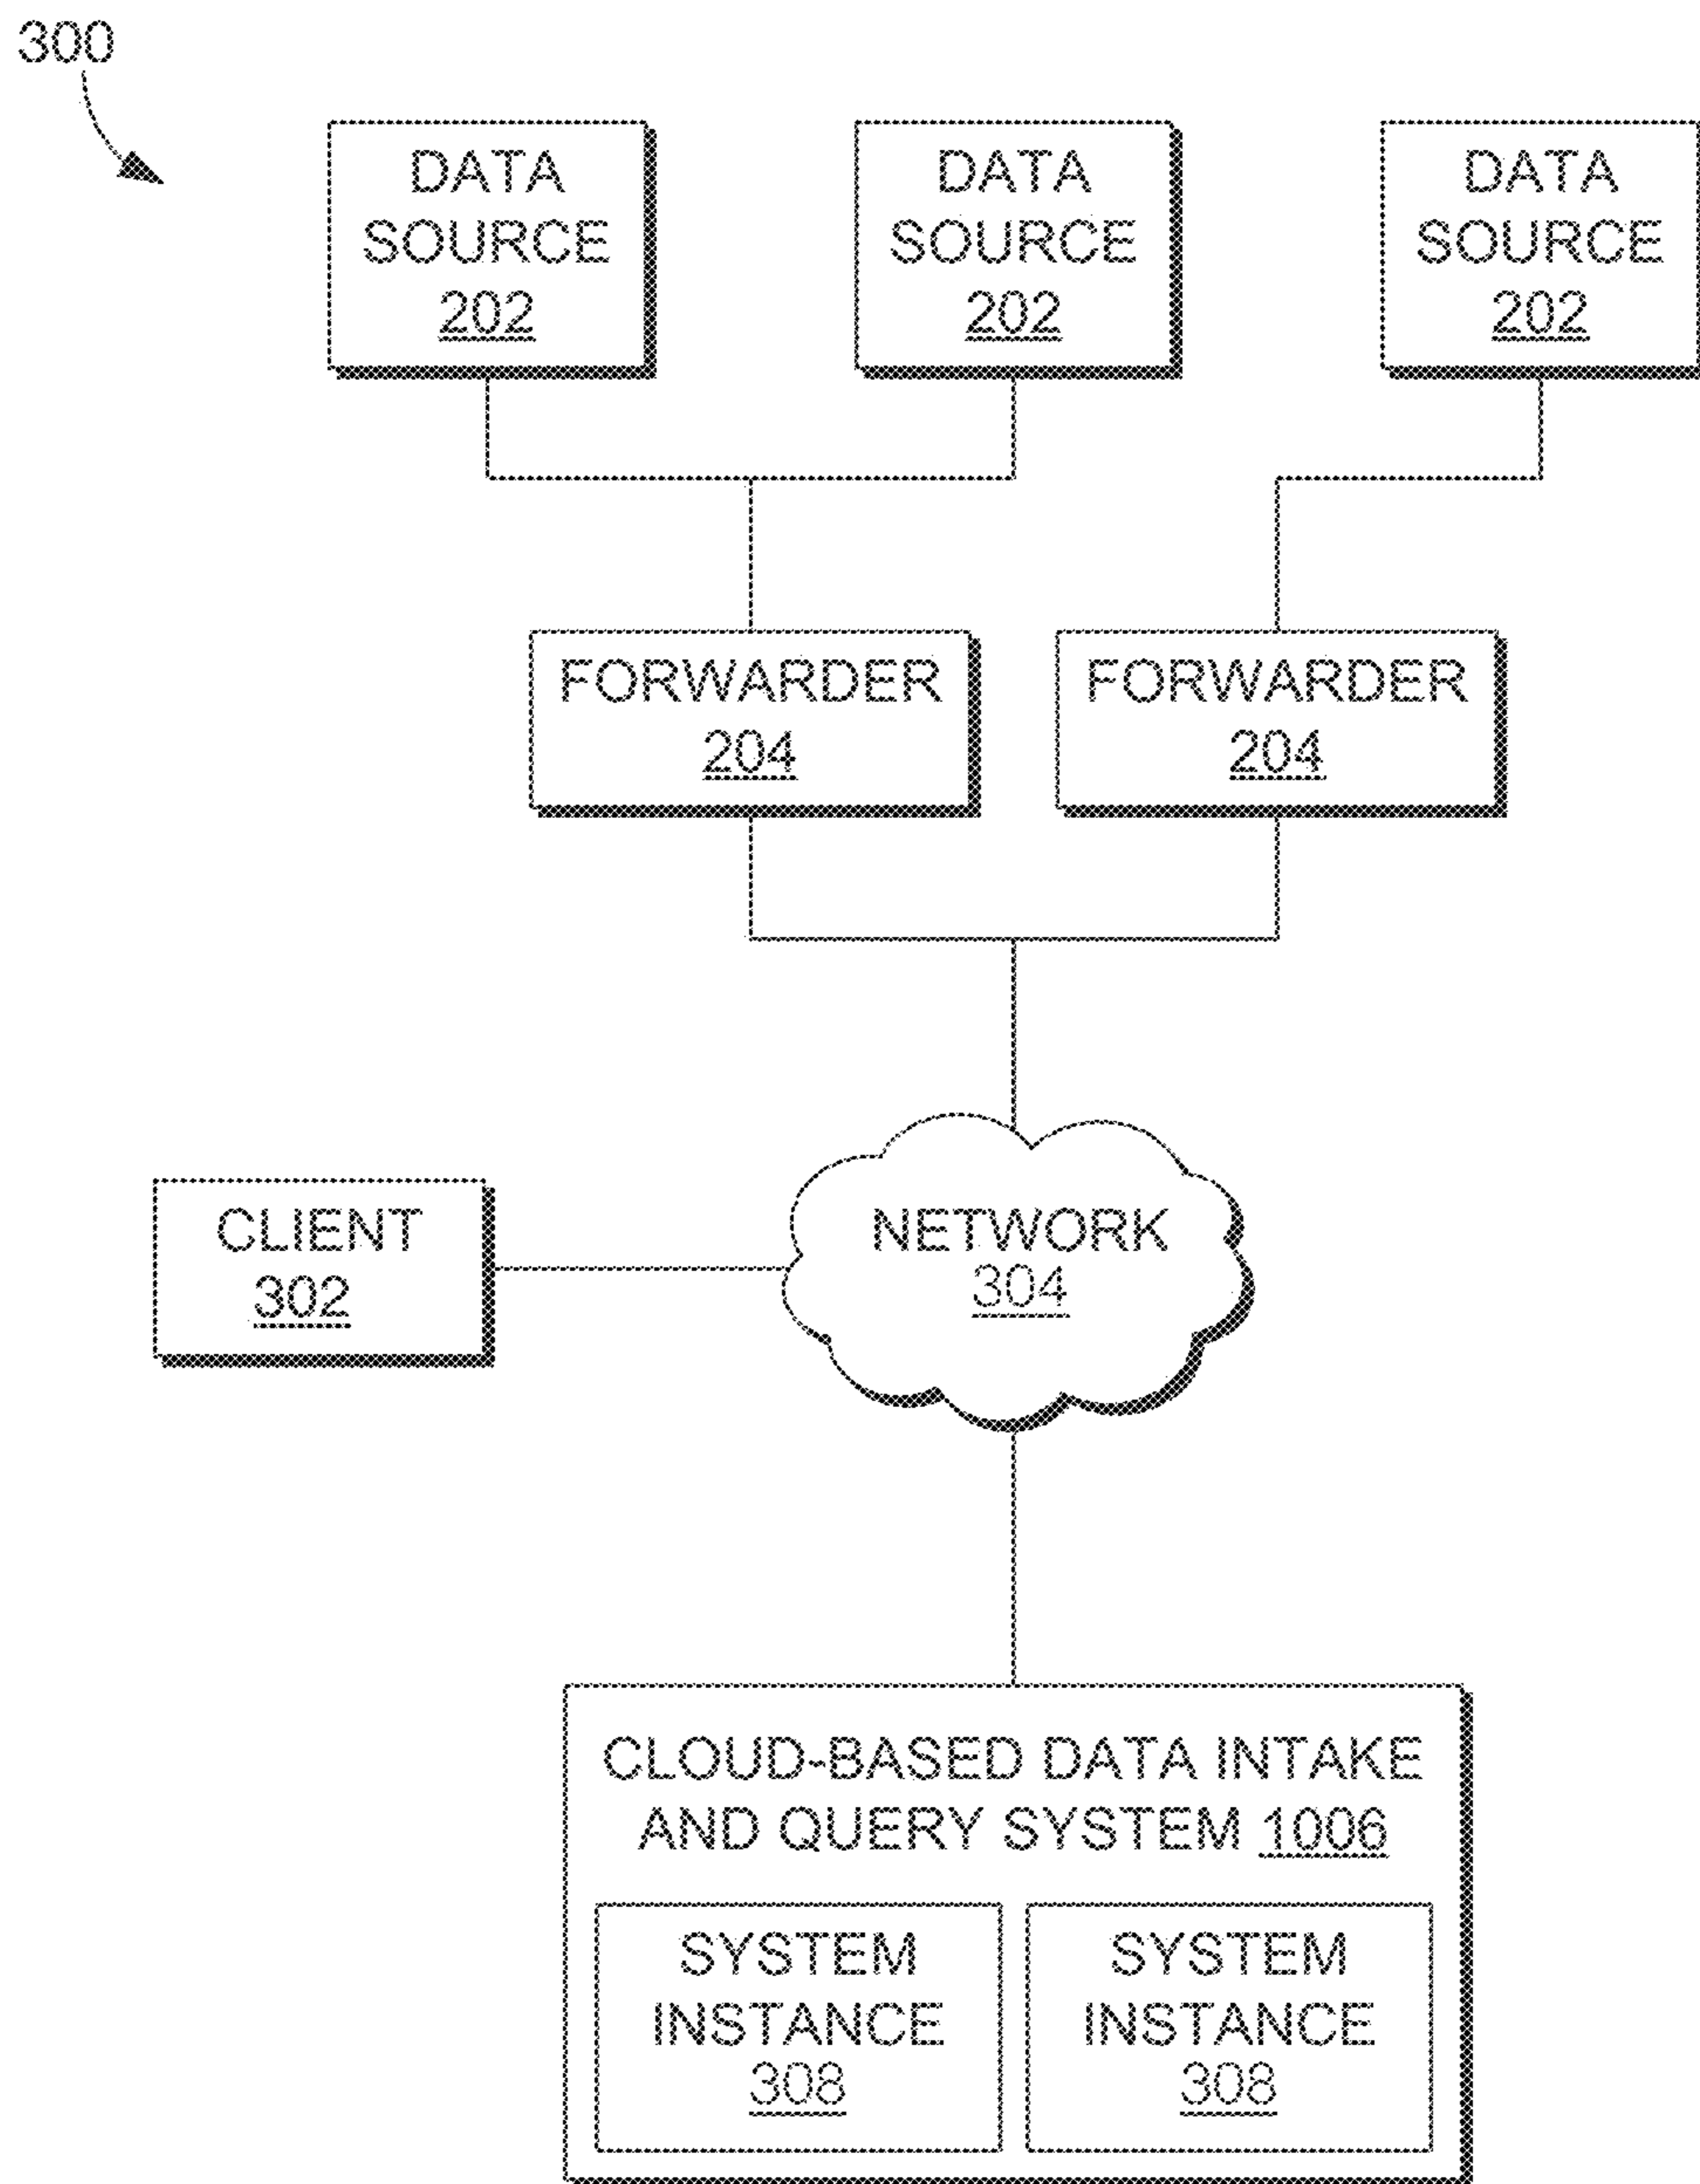 300
DATA
SOURCE
202
DATA
SOURCE
202
DATA
SOURCE
202
FORWARDER
204
FORWARDER
204
CLIENT
302
NETWORK
304
CLOUD-BASED DATA INTAKE
AND QUERY SYSTEM 1006
SYSTEM
INSTANCE
308
SYSTEM
INSTANCE
308